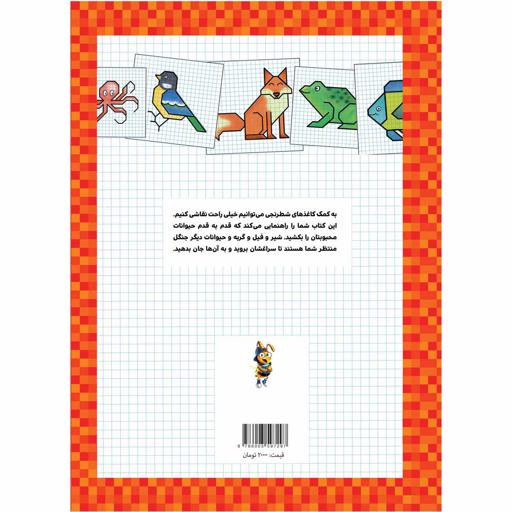 به کمک کاغذهای شطرنجی می‌توانیم خیلی راحت نقاشی کنیم.
این کتاب شما را راهنمایی می‌کند که قدم به قدم حیوانات
محبوبتان را بکشید. شیر و فیل و گربه و حیوانات دیگر جنگل
منتظر شما هستند تا سراغشان بروید و به آن‌ها جان بدهید.
قیمت: ۲۰۰۰ تومان